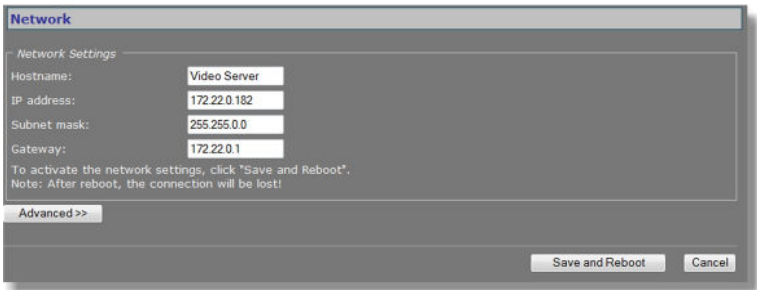 Network
Network Settings
Hostname: Video Server
IP address: 172.22.0.182
Subnet mask: 255.255.0.0
Gateway: 172.22.0.1
To activate the network settings, click "Save and Reboot".
Note: After reboot, the connection will be lost!
Advanced >>
Save and Reboot Cancel